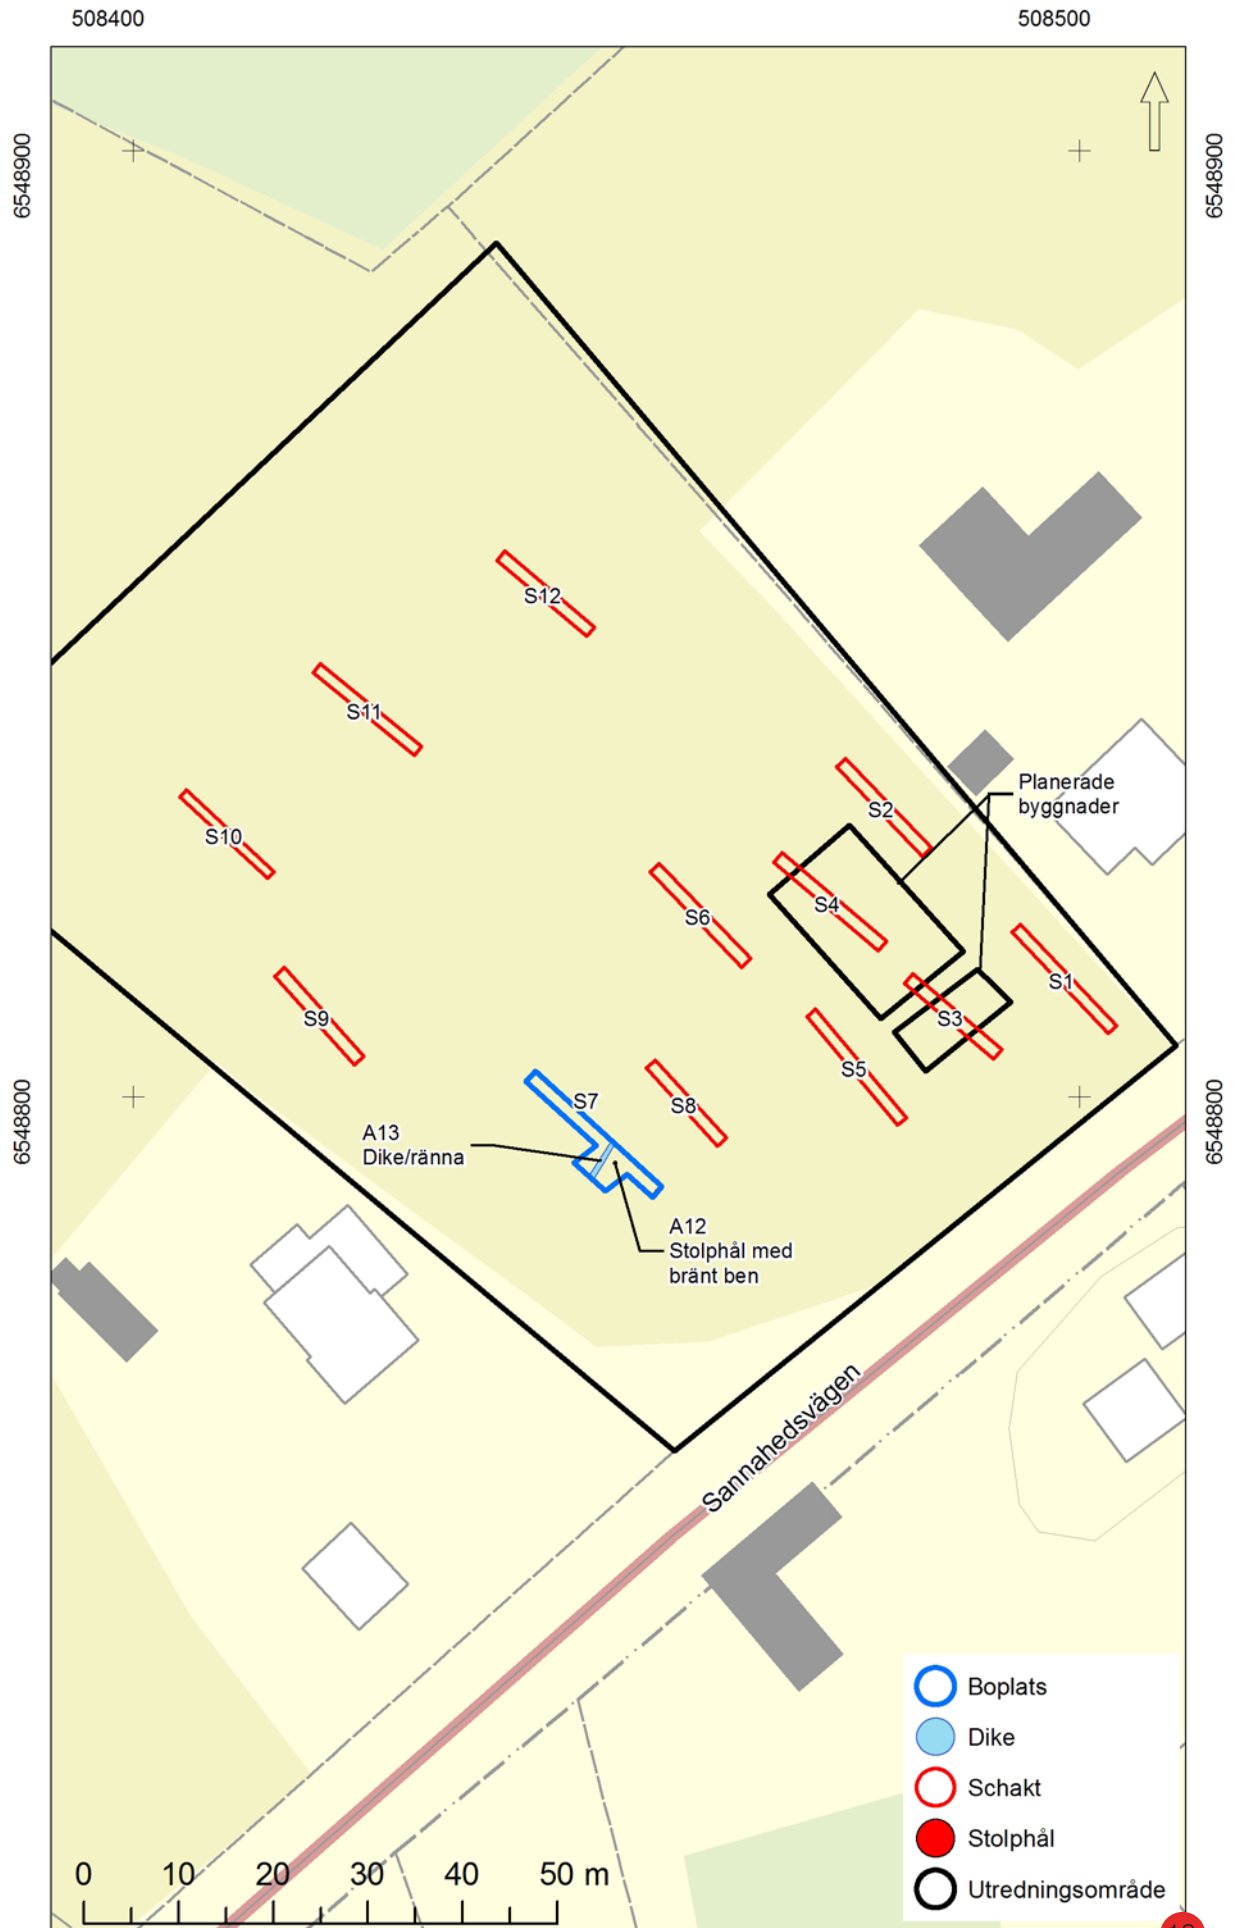 508400
508500
6548900
6548900
S12
S11
Planerade
byggnader
S2
S10
S4
S6
S1
S9
S3
S5
6548800
6548800
S7
S8
A13
Dike/ränna
A12
Stolphål med
bränt ben
Sannahedsvägen
Boplats
Dike
Schakt
Stolphål
Utredningsområde
0 10 20 30 40 50 m